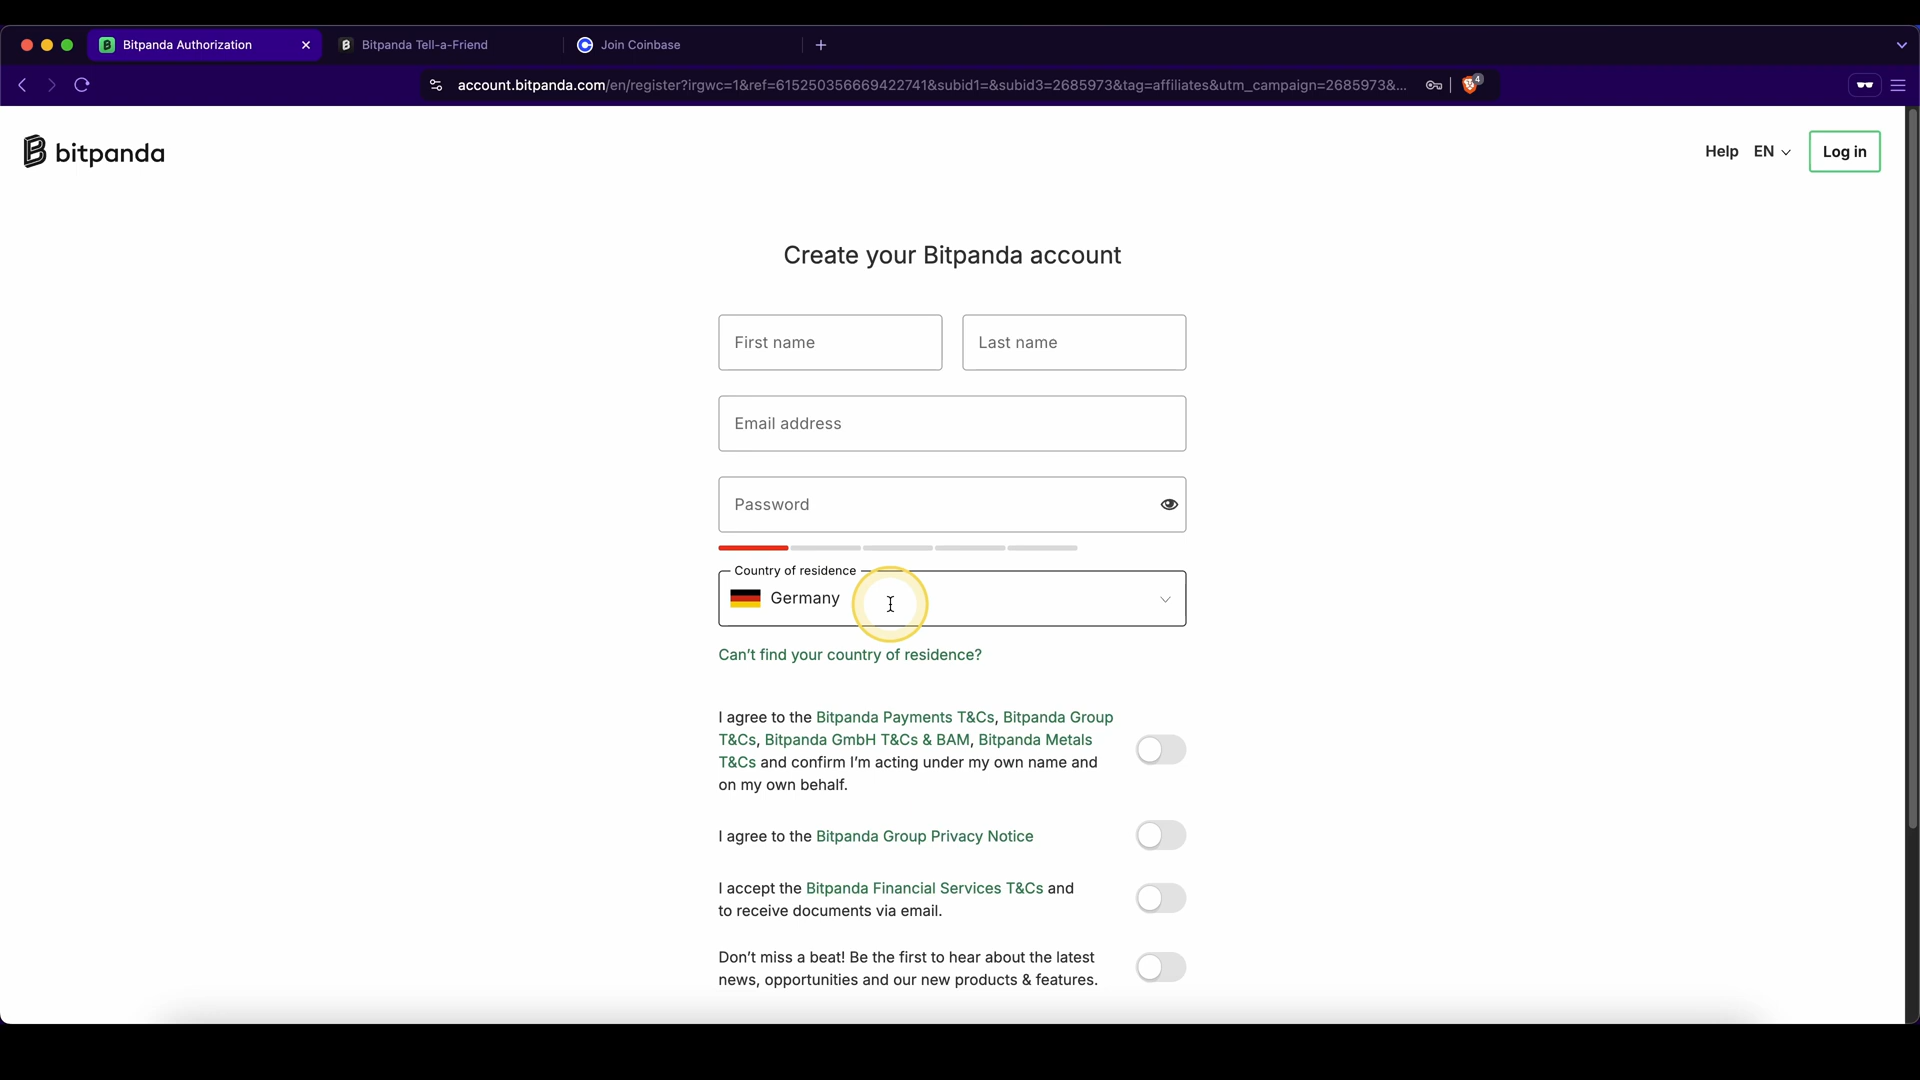 Bitpanda Authorization
Bitpanda Tell-a-Friend
Join Coinbase
account.bitpanda.com/en/register?irgwc=1&ref=615250356669422741&subid1=&subid3=2685973&tag=affiliates&utm_campaign=2685973&...
4
bitpanda
Help EN Log in
Create your Bitpanda account
First name Last name
Email address
Password
Country of residence
Germany
Can't find your country of residence?
I agree to the Bitpanda Payments T&Cs, Bitpanda Group
T&Cs, Bitpanda GmbH T&Cs & BAM, Bitpanda Metals
T&Cs and confirm I'm acting under my own name and
on my own behalf.
I agree to the Bitpanda Group Privacy Notice
I accept the Bitpanda Financial Services T&Cs and
to receive documents via email.
Don't miss a beat! Be the first to hear about the latest
news, opportunities and our new products & features.